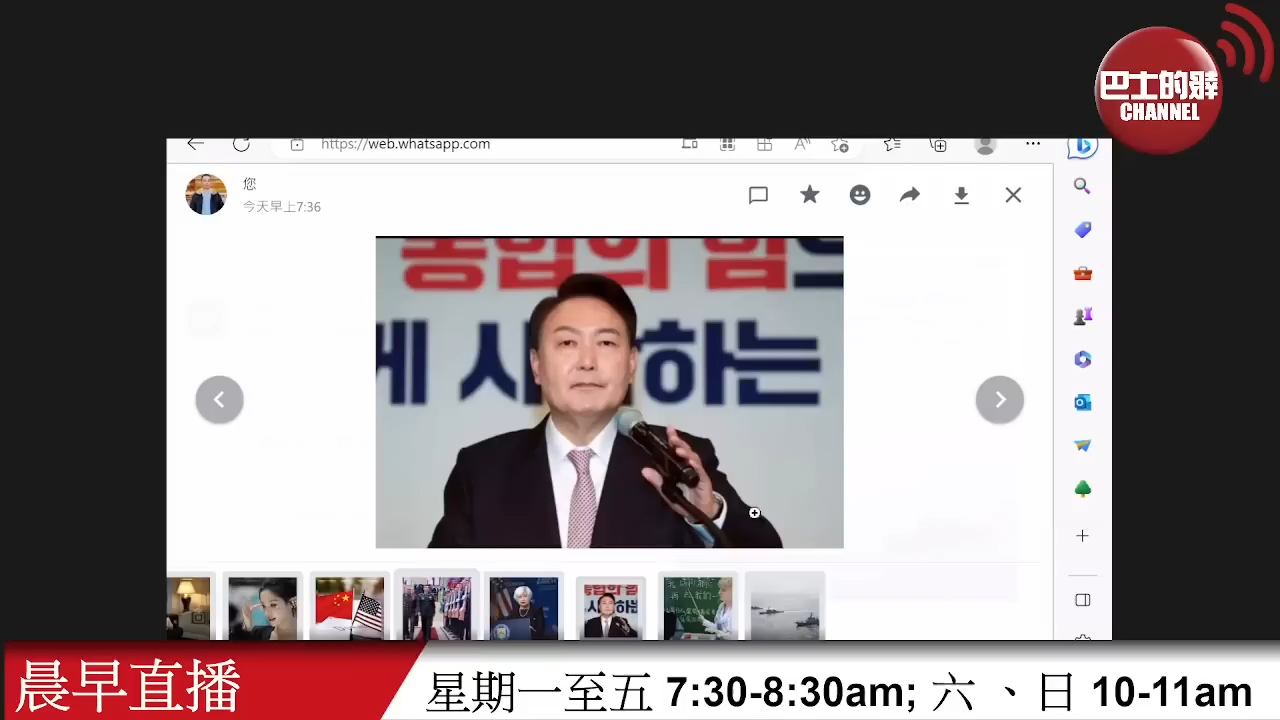 巴士的報
CHANNEL
https://web.whatsapp.com
您
今天早上7:36
통합의 힘으
께 시 하는
晨早直播
星期一至五 7:30-8:30am; 六 、日 10-11am